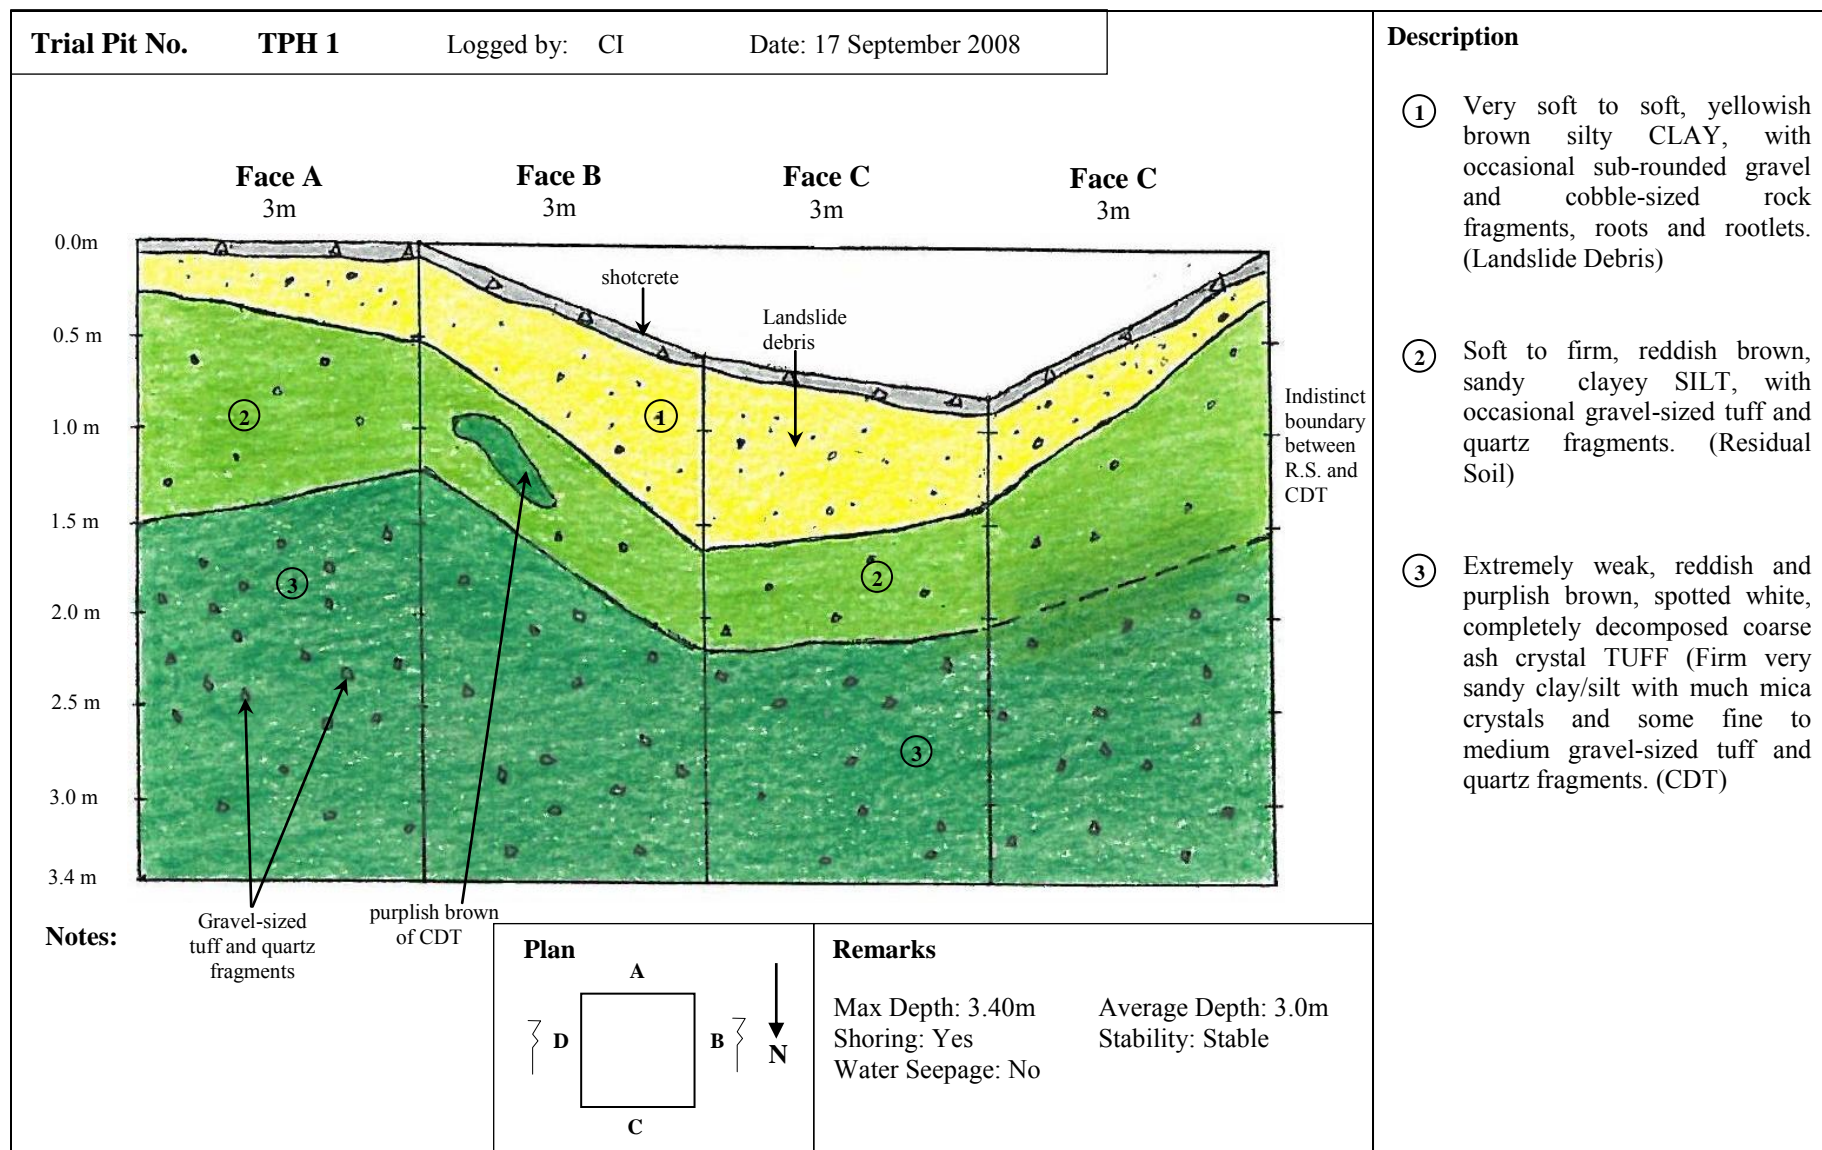 Trial Pit No. TPH 1 Logged by: CI Date: 17 September 2008
Face A
3m
Face B
3m
Face C
3m
Face C
3m
0.0m
0.5 m
1.0 m
1.5 m
2.0 m
2.5 m
3.0 m
3.4 m
shotcrete
Landslide
debris
1
2
2
3
3
Indistinct
boundary
between
R.S. and
CDT
Gravel-sized
tuff and quartz
fragments
purplish brown
of CDT
Notes:
Plan
A
D
B
C
N
Remarks
Max Depth: 3.40m Average Depth: 3.0m
Shoring: Yes Stability: Stable
Water Seepage: No
Description
1 Very soft to soft, yellowish
brown silty CLAY, with
occasional sub-rounded gravel
and cobble-sized rock
fragments, roots and rootlets.
(Landslide Debris)
2 Soft to firm, reddish brown,
sandy clayey SILT, with
occasional gravel-sized tuff and
quartz fragments. (Residual
Soil)
3 Extremely weak, reddish and
purplish brown, spotted white,
completely decomposed coarse
ash crystal TUFF (Firm very
sandy clay/silt with much mica
crystals and some fine to
medium gravel-sized tuff and
quartz fragments. (CDT)